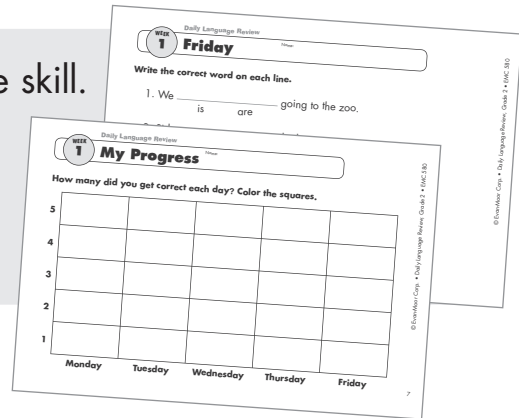 e skill.
Daily Language Review
WEEK 1
Friday
Name
Write the correct word on each line.
1. We ____________ going to the zoo.
is are
© Evan-Moor Corp. • Daily Language Review, Grade 2 • EMC 580
Daily Language Review
WEEK 1
My Progress
Name
How many did you get correct each day? Color the squares.
5
4
3
2
1
Monday Tuesday Wednesday Thursday Friday
© Evan-Moor Corp. • Daily Language Review, Grade 2 • EMC 580
7